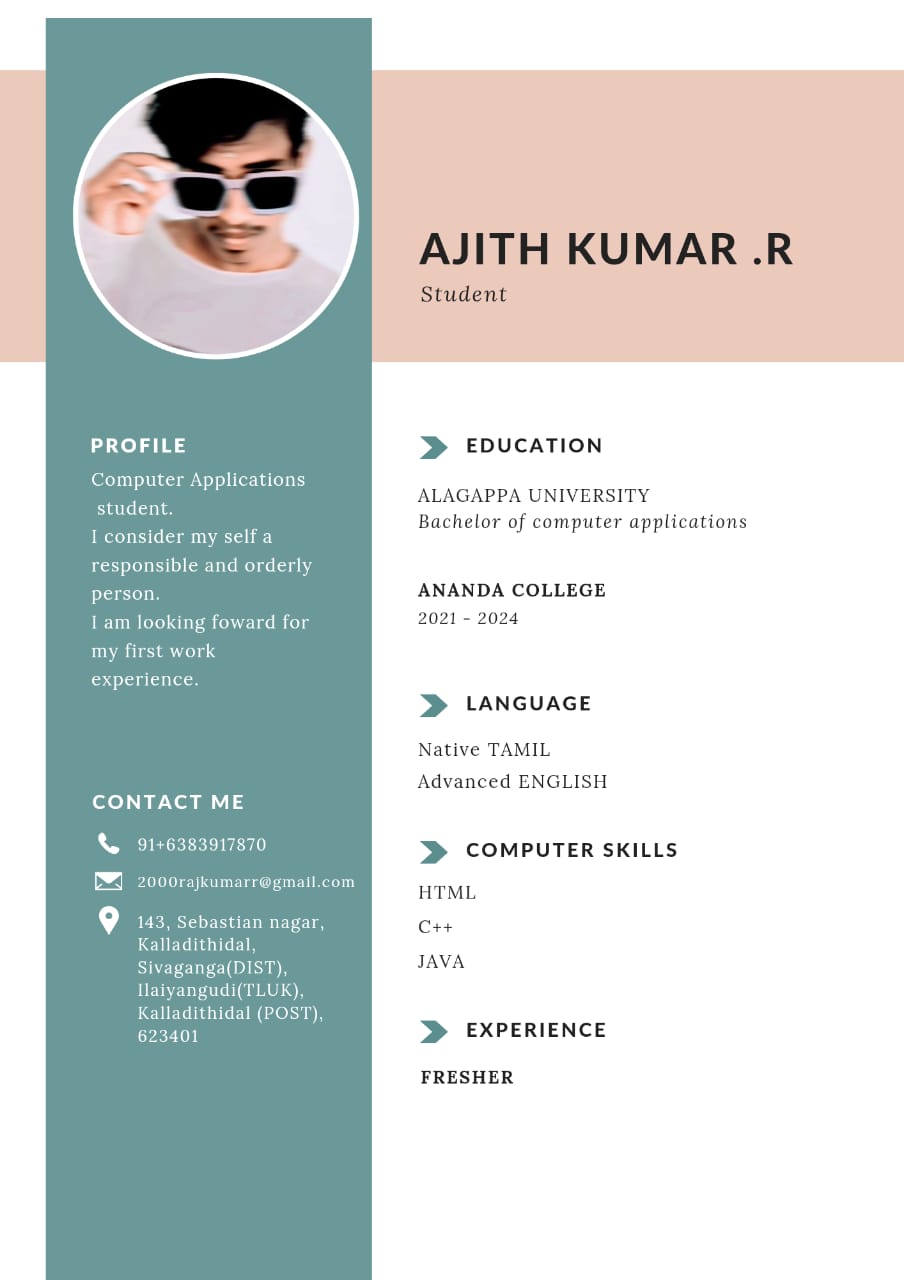 AJITH KUMAR .R
Student
PROFILE
Computer Applications
student.
I consider my self a
responsible and orderly
person.
I am looking foward for
my first work
experience.
CONTACT ME
91+6383917870
2000rajkumarr@gmail.com
143, Sebastian nagar,
Kalladithidal,
Sivaganga(DIST),
Ilaiyangudi(TLUK),
Kalladithidal (POST),
623401
EDUCATION
ALAGAPPA UNIVERSITY
Bachelor of computer applications
ANANDA COLLEGE
2021 - 2024
LANGUAGE
Native TAMIL
Advanced ENGLISH
COMPUTER SKILLS
HTML
C++
JAVA
EXPERIENCE
FRESHER